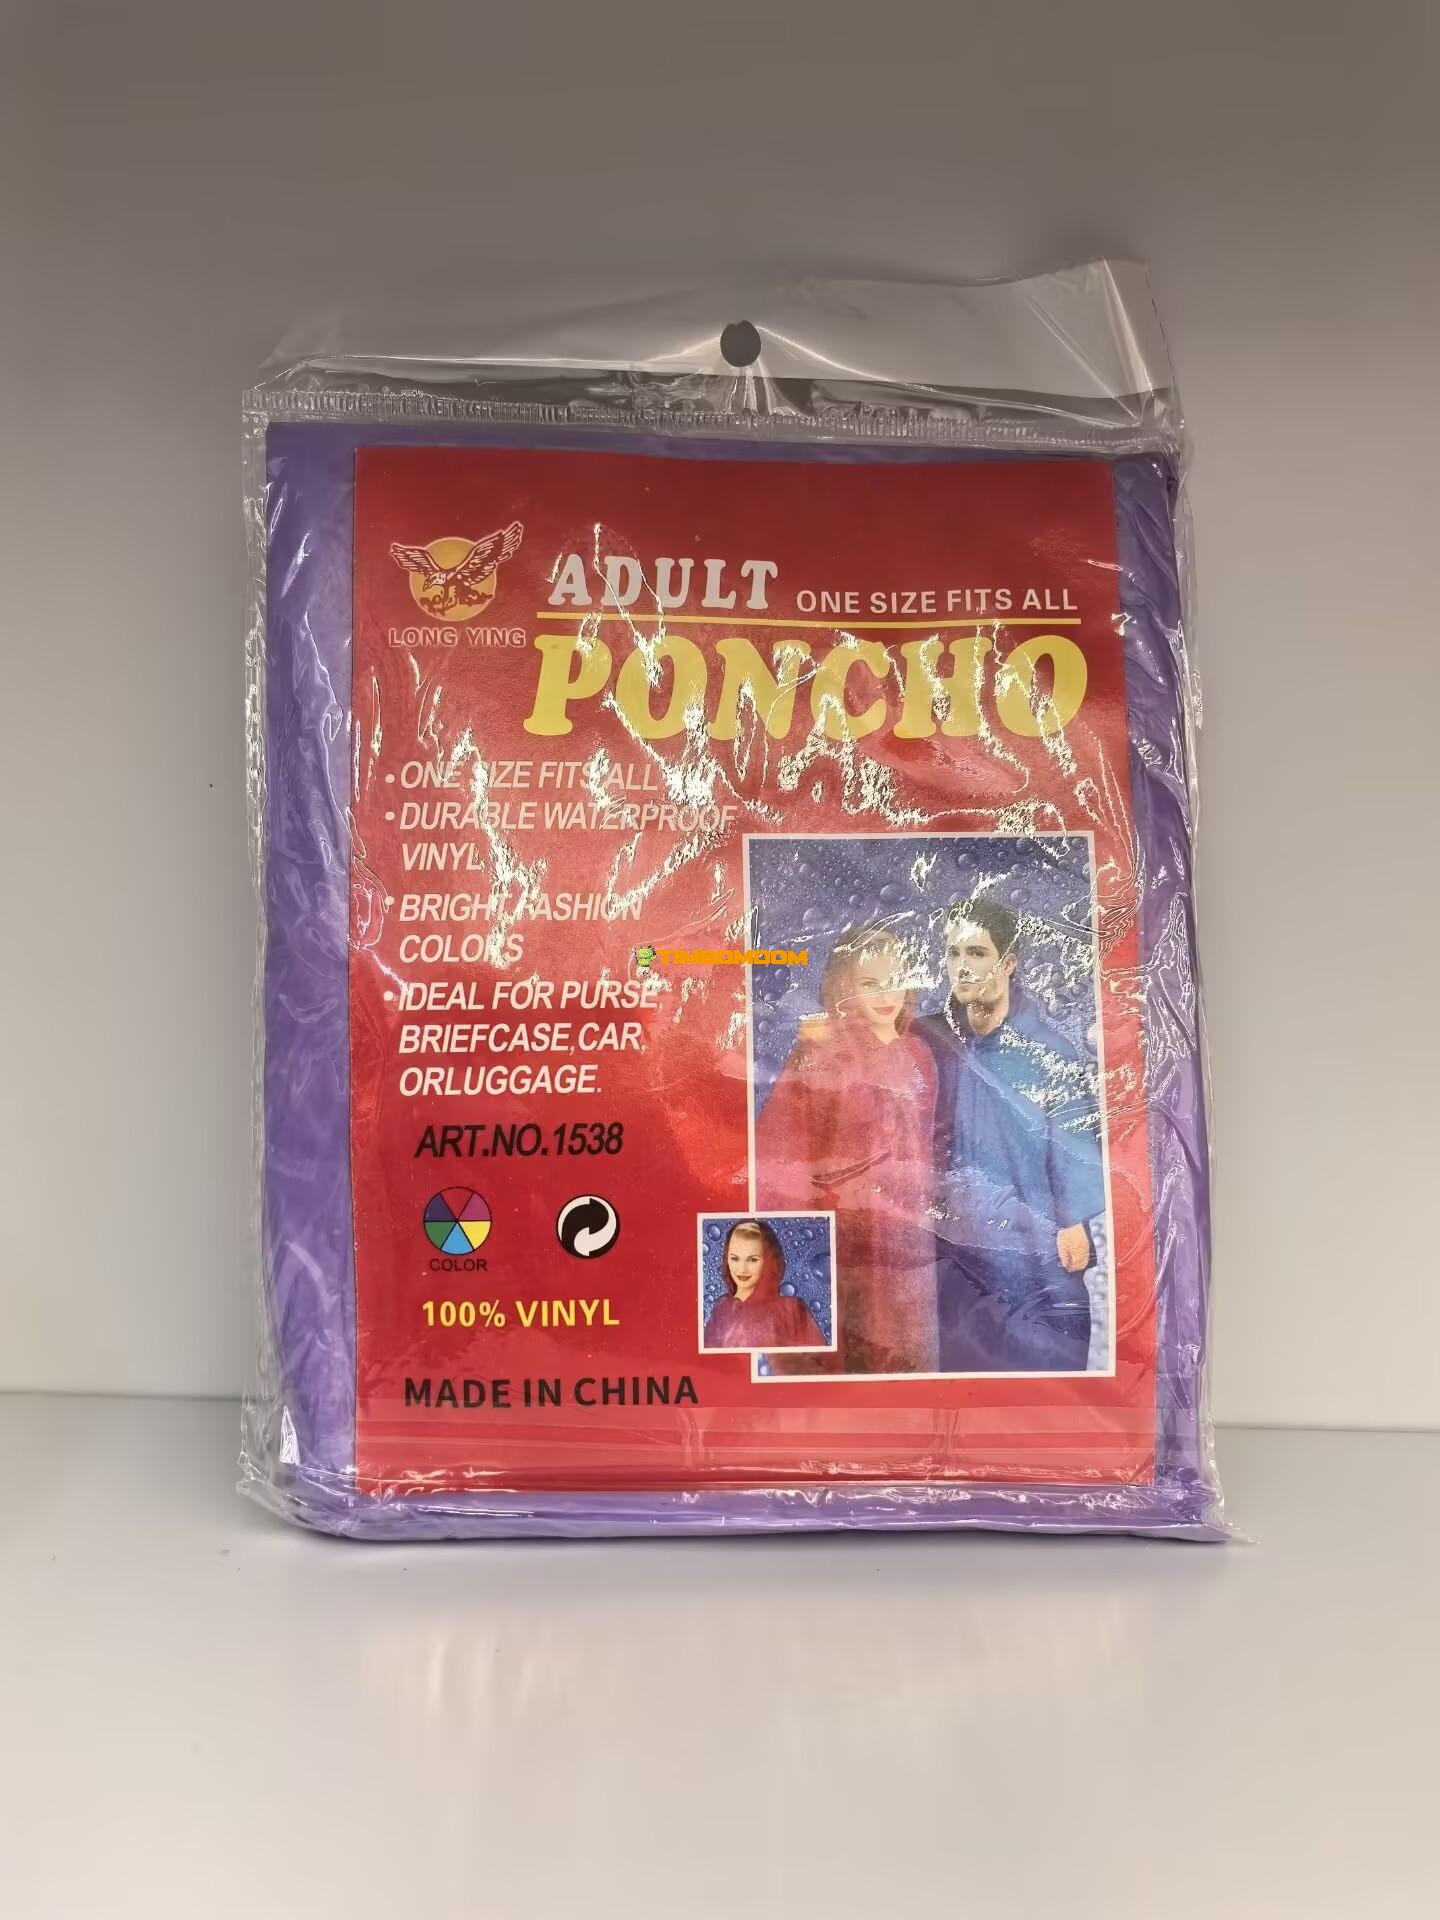 ADULT ONE SIZE FITS ALL
LONG YING
PONCHO
• ONE SIZE FITS ALL
• DURABLE WATERPROOF
VINYL
• BRIGHT FASHION
COLORS
TIMBOMOOM
• IDEAL FOR PURSE,
BRIEFCASE,CAR,
ORLUGGAGE.
ART.NO.1538
COLOR
100% VINYL
MADE IN CHINA